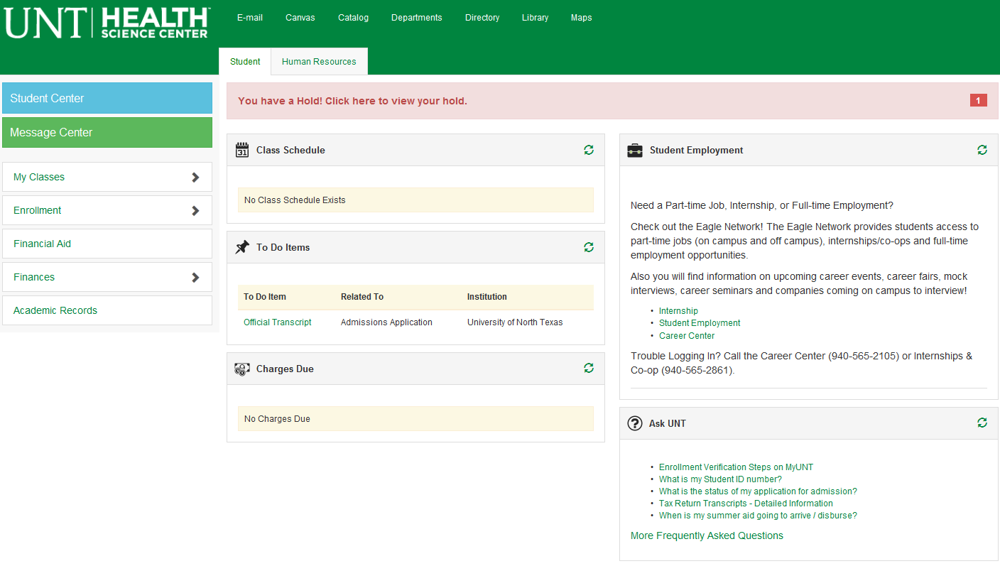 UNT HEALTH™
SCIENCE CENTER
E-mail Canvas Catalog Departments Directory Library Maps
Student Human Resources
Student Center
Message Center
My Classes
Enrollment
Financial Aid
Finances
Academic Records
You have a Hold! Click here to view your hold. 1
31 Class Schedule
No Class Schedule Exists
To Do Items
To Do Item Related To Institution
Official Transcript Admissions Application University of North Texas
Charges Due
No Charges Due
Student Employment
Need a Part-time Job, Internship, or Full-time Employment?
Check out the Eagle Network! The Eagle Network provides students access to
part-time jobs (on campus and off campus), internships/co-ops and full-time
employment opportunities.
Also you will find information on upcoming career events, career fairs, mock
interviews, career seminars and companies coming on campus to interview!
• Internship
• Student Employment
• Career Center
Trouble Logging In? Call the Career Center (940-565-2105) or Internships &
Co-op (940-565-2861).
? Ask UNT
• Enrollment Verification Steps on MyUNT
• What is my Student ID number?
• What is the status of my application for admission?
• Tax Return Transcripts - Detailed Information
• When is my summer aid going to arrive / disburse?
More Frequently Asked Questions